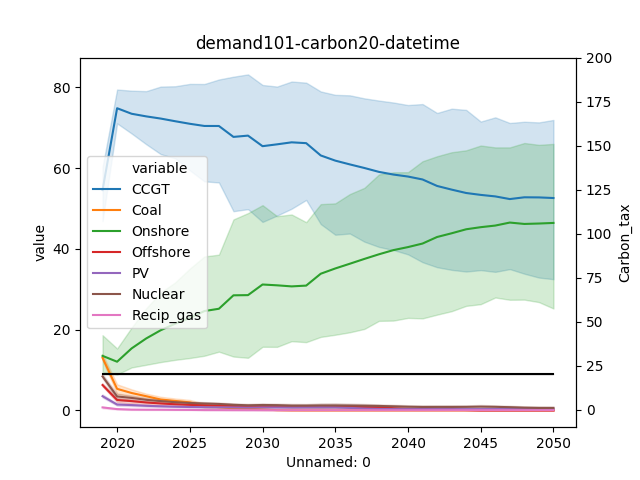 demand101-carbon20-datetime
value
80
60
40
20
0
variable
CCGT
Coal
Onshore
Offshore
PV
Nuclear
Recip_gas
200
175
150
125
100
75
50
25
0
Carbon_tax
2020 2025 2030 2035 2040 2045 2050
Unnamed: 0